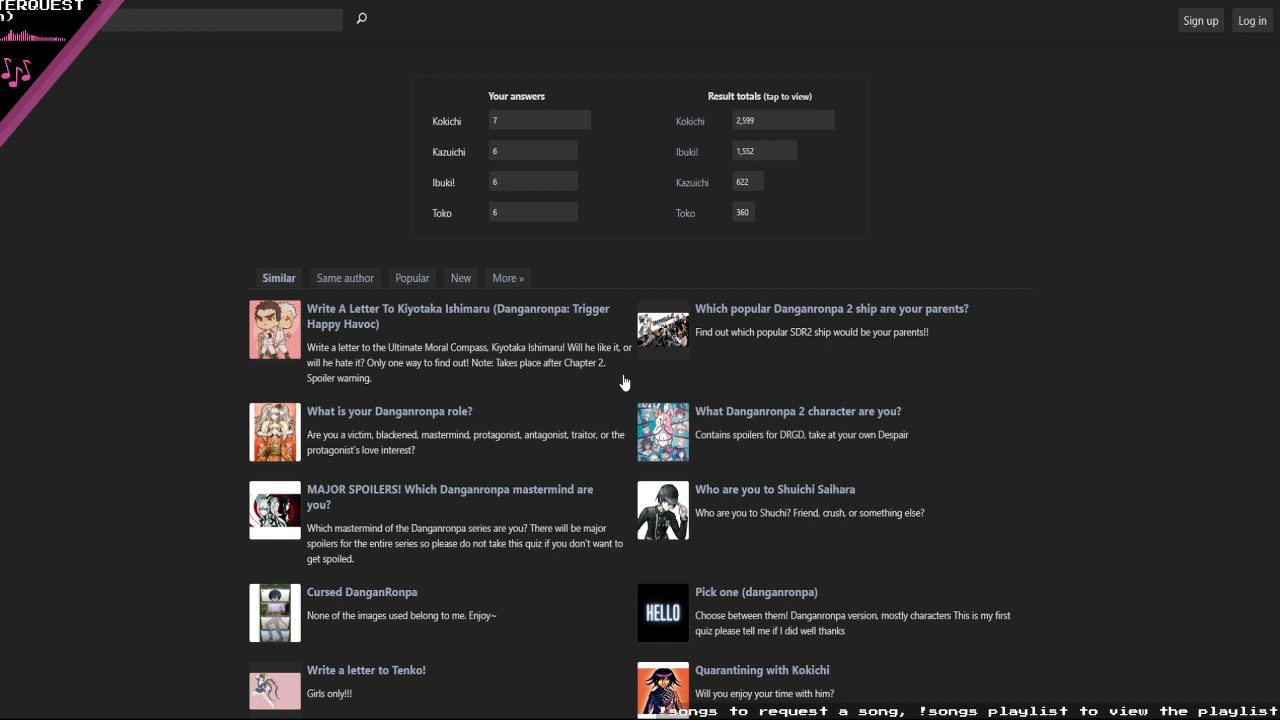 TERQUEST
n)
Sign up
Log in
Your answers
Result totals (tap to view)
Kokichi 7
Kokichi 2,599
Kazuichi 6
Ibuki! 1,552
Ibuki! 6
Kazuichi 622
Toko 6
Toko 360
Similar
Same author
Popular
New
More »
Write A Letter To Kiyotaka Ishimaru (Danganronpa: Trigger
Happy Havoc)
Write a letter to the Ultimate Moral Compass, Kiyotaka Ishimaru! Will he like it, or
will he hate it? Only one way to find out! Note: Takes place after Chapter 2.
Spoiler warning.
Which popular Danganronpa 2 ship are your parents?
Find out which popular SDR2 ship would be your parents!!
What is your Danganronpa role?
Are you a victim, blackened, mastermind, protagonist, antagonist, traitor, or the
protagonist's love interest?
What Danganronpa 2 character are you?
Contains spoilers for DRGD, take at your own Despair
MAJOR SPOILERS! Which Danganronpa mastermind are
you?
Which mastermind of the Danganronpa series are you? There will be major
spoilers for the entire series so please do not take this quiz if you don't want to
get spoiled.
Who are you to Shuichi Saihara
Who are you to Shuchi? Friend, crush, or something else?
Cursed DanganRonpa
None of the images used belong to me. Enjoy~
HELLO
Pick one (danganronpa)
Choose between them! Danganronpa version, mostly characters This is my first
quiz please tell me if I did well thanks
Write a letter to Tenko!
Girls only!!!
Quarantining with Kokichi
Will you enjoy your time with him?
songs to request a song, !songs playlist to view the playlist